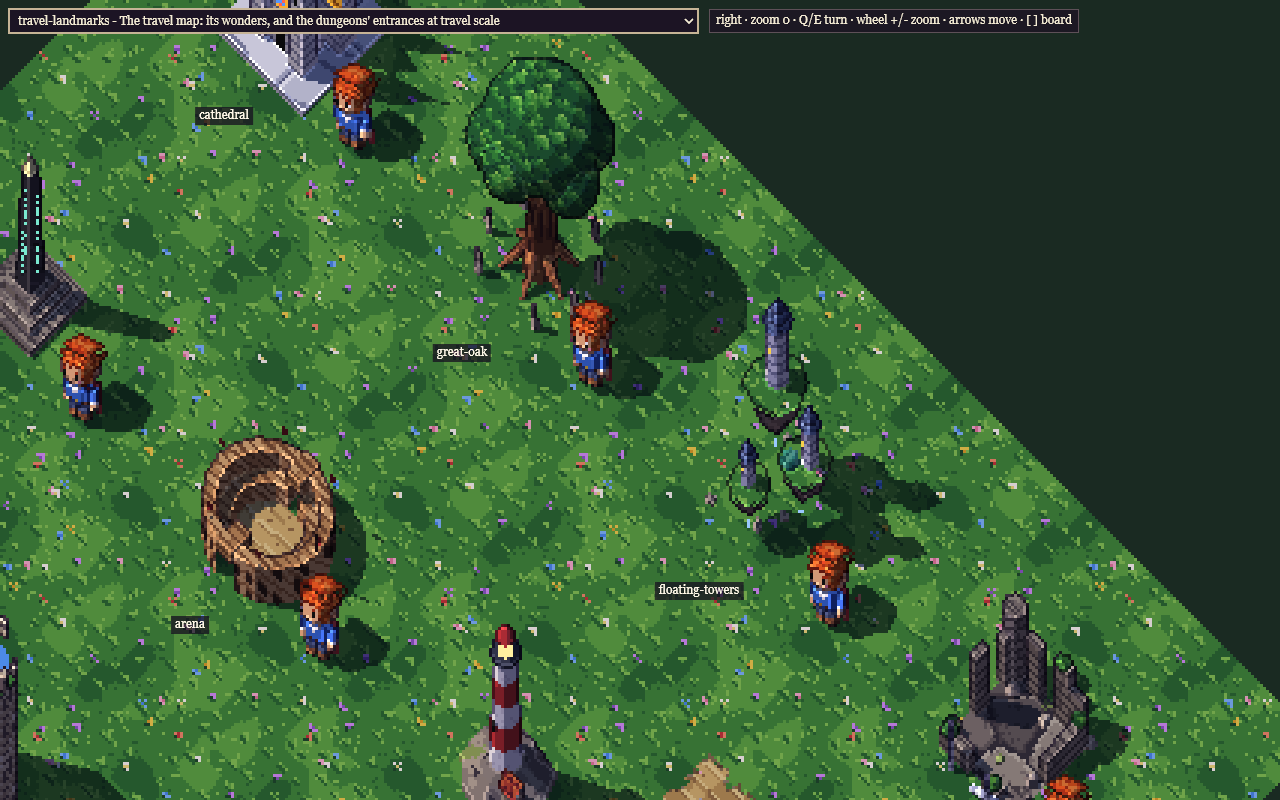 travel-landmarks - The travel map: its wonders, and the dungeons' entrances at travel scale
right · zoom 0 · Q/E turn · wheel +/- zoom · arrows move · [ ] board
cathedral
great-oak
floating-towers
arena